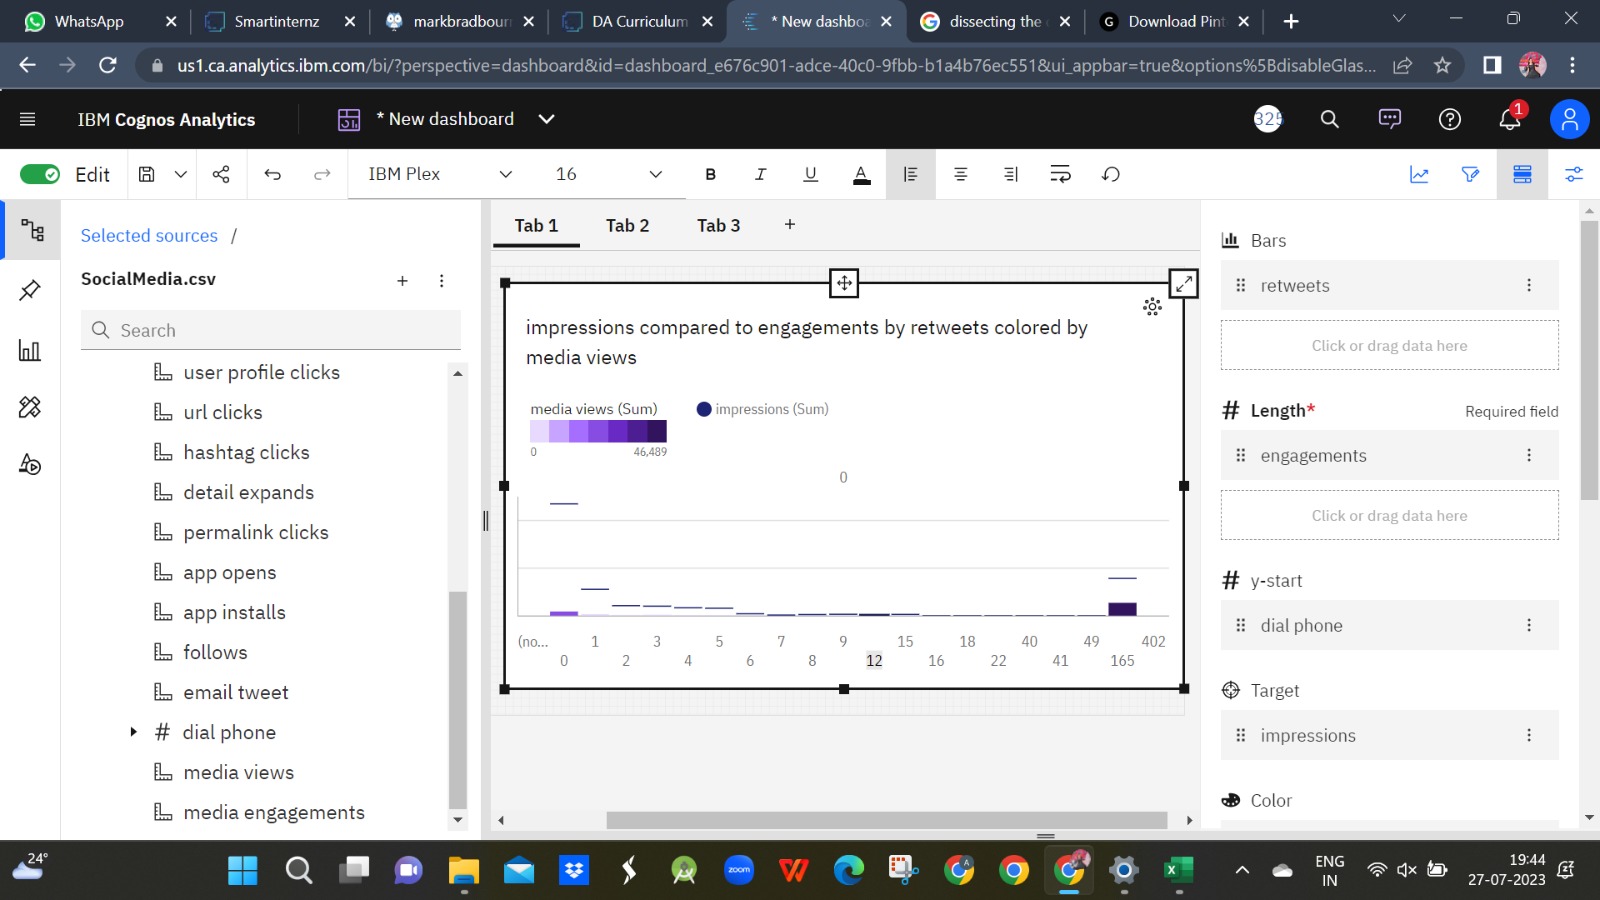 WhatsApp
Smartinternz
markbradbourn
DA Curriculum
* New dashboa
dissecting the
Download Pint
us1.ca.analytics.ibm.com/bi/?perspective=dashboard&id=dashboard_e676c901-adce-40c0-9fbb-b1a4b76ec551&ui_appbar=true&options%5BdisableGlas...
IBM Cognos Analytics
* New dashboard
325
1
Edit
IBM Plex
16
B
I
U
A
Selected sources /
SocialMedia.csv
Search
user profile clicks
url clicks
hashtag clicks
detail expands
permalink clicks
app opens
app installs
follows
email tweet
# dial phone
media views
media engagements
Tab 1
Tab 2
Tab 3
+
impressions compared to engagements by retweets colored by
media views
media views (Sum)
impressions (Sum)
0
46,489
0
(no... 1 3 5 7 9 15 18 40 49 402
0 2 4 6 8 12 16 22 41 165
Bars
retweets
Click or drag data here
# Length*
Required field
engagements
Click or drag data here
# y-start
dial phone
Target
impressions
Color
24°
zoom
A
ENG
IN
19:44
27-07-2023